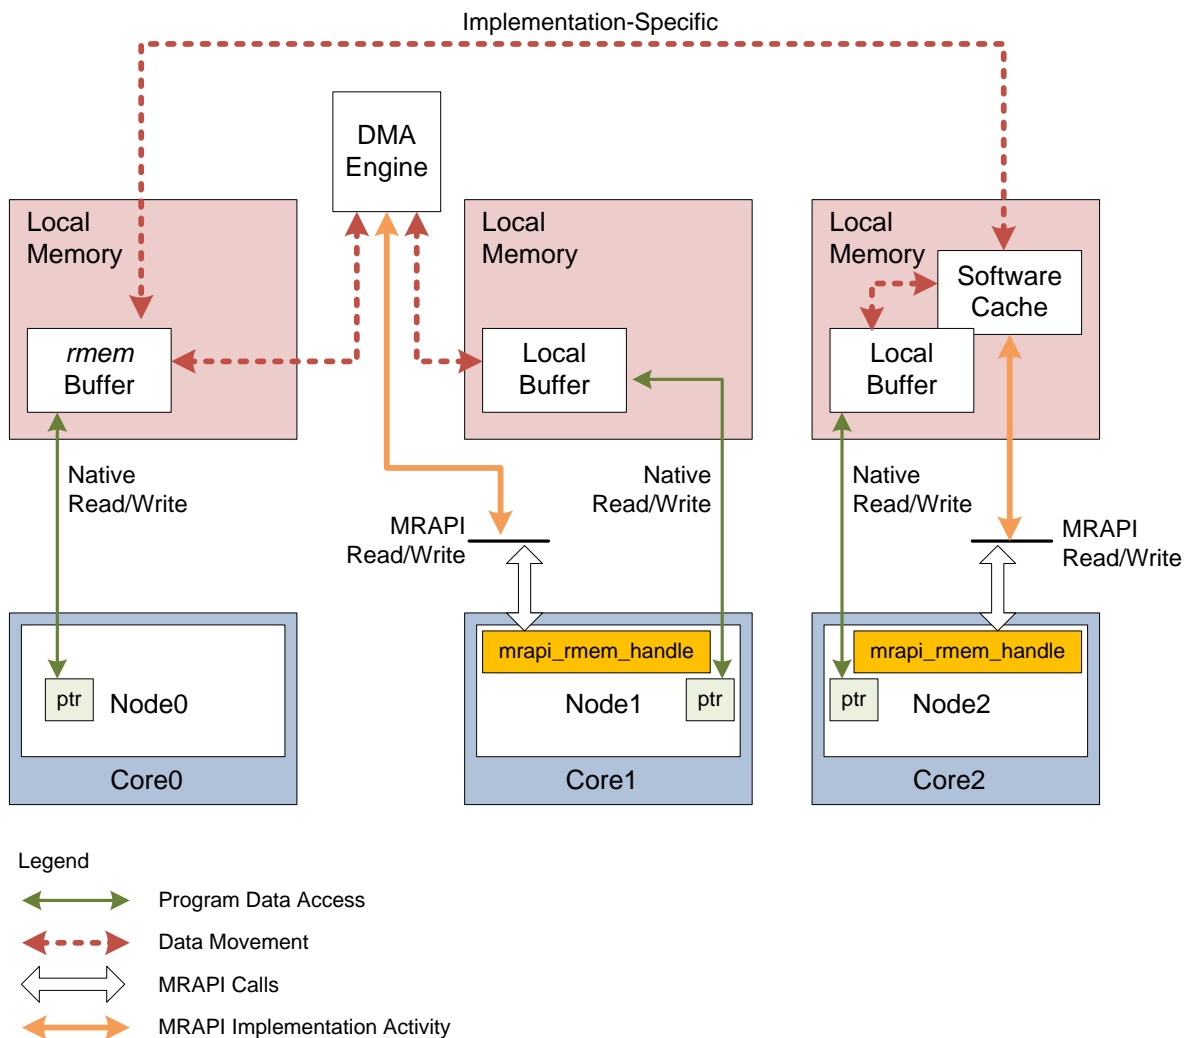 Implementation-Specific
DMA
Engine
Local
Memory
Local
Memory
Local
Memory
Software
Cache
rmem
Buffer
Local
Buffer
Local
Buffer
Native
Read/Write
Native
Read/Write
Native
Read/Write
MRAPI
Read/Write
MRAPI
Read/Write
mrapi_rmem_handle
mrapi_rmem_handle
ptr
Node0
Node1
ptr
ptr
Node2
Core0
Core1
Core2
Legend
Program Data Access
Data Movement
MRAPI Calls
MRAPI Implementation Activity